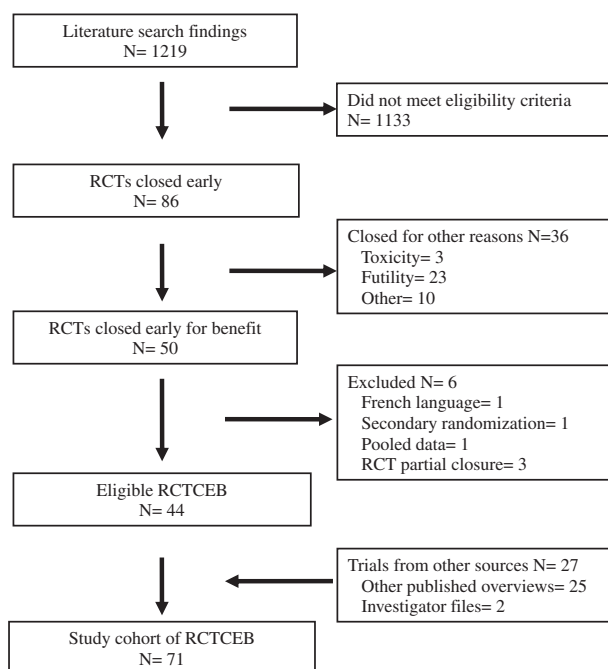 Literature search findings
N= 1219
Did not meet eligibility criteria
N= 1133
RCTs closed early
N= 86
Closed for other reasons N=36
Toxicity= 3
Futility= 23
Other= 10
RCTs closed early for benefit
N= 50
Excluded N= 6
French language= 1
Secondary randomization= 1
Pooled data= 1
RCT partial closure= 3
Eligible RCTCEB
N= 44
Trials from other sources N= 27
Other published overviews= 25
Investigator files= 2
Study cohort of RCTCEB
N= 71